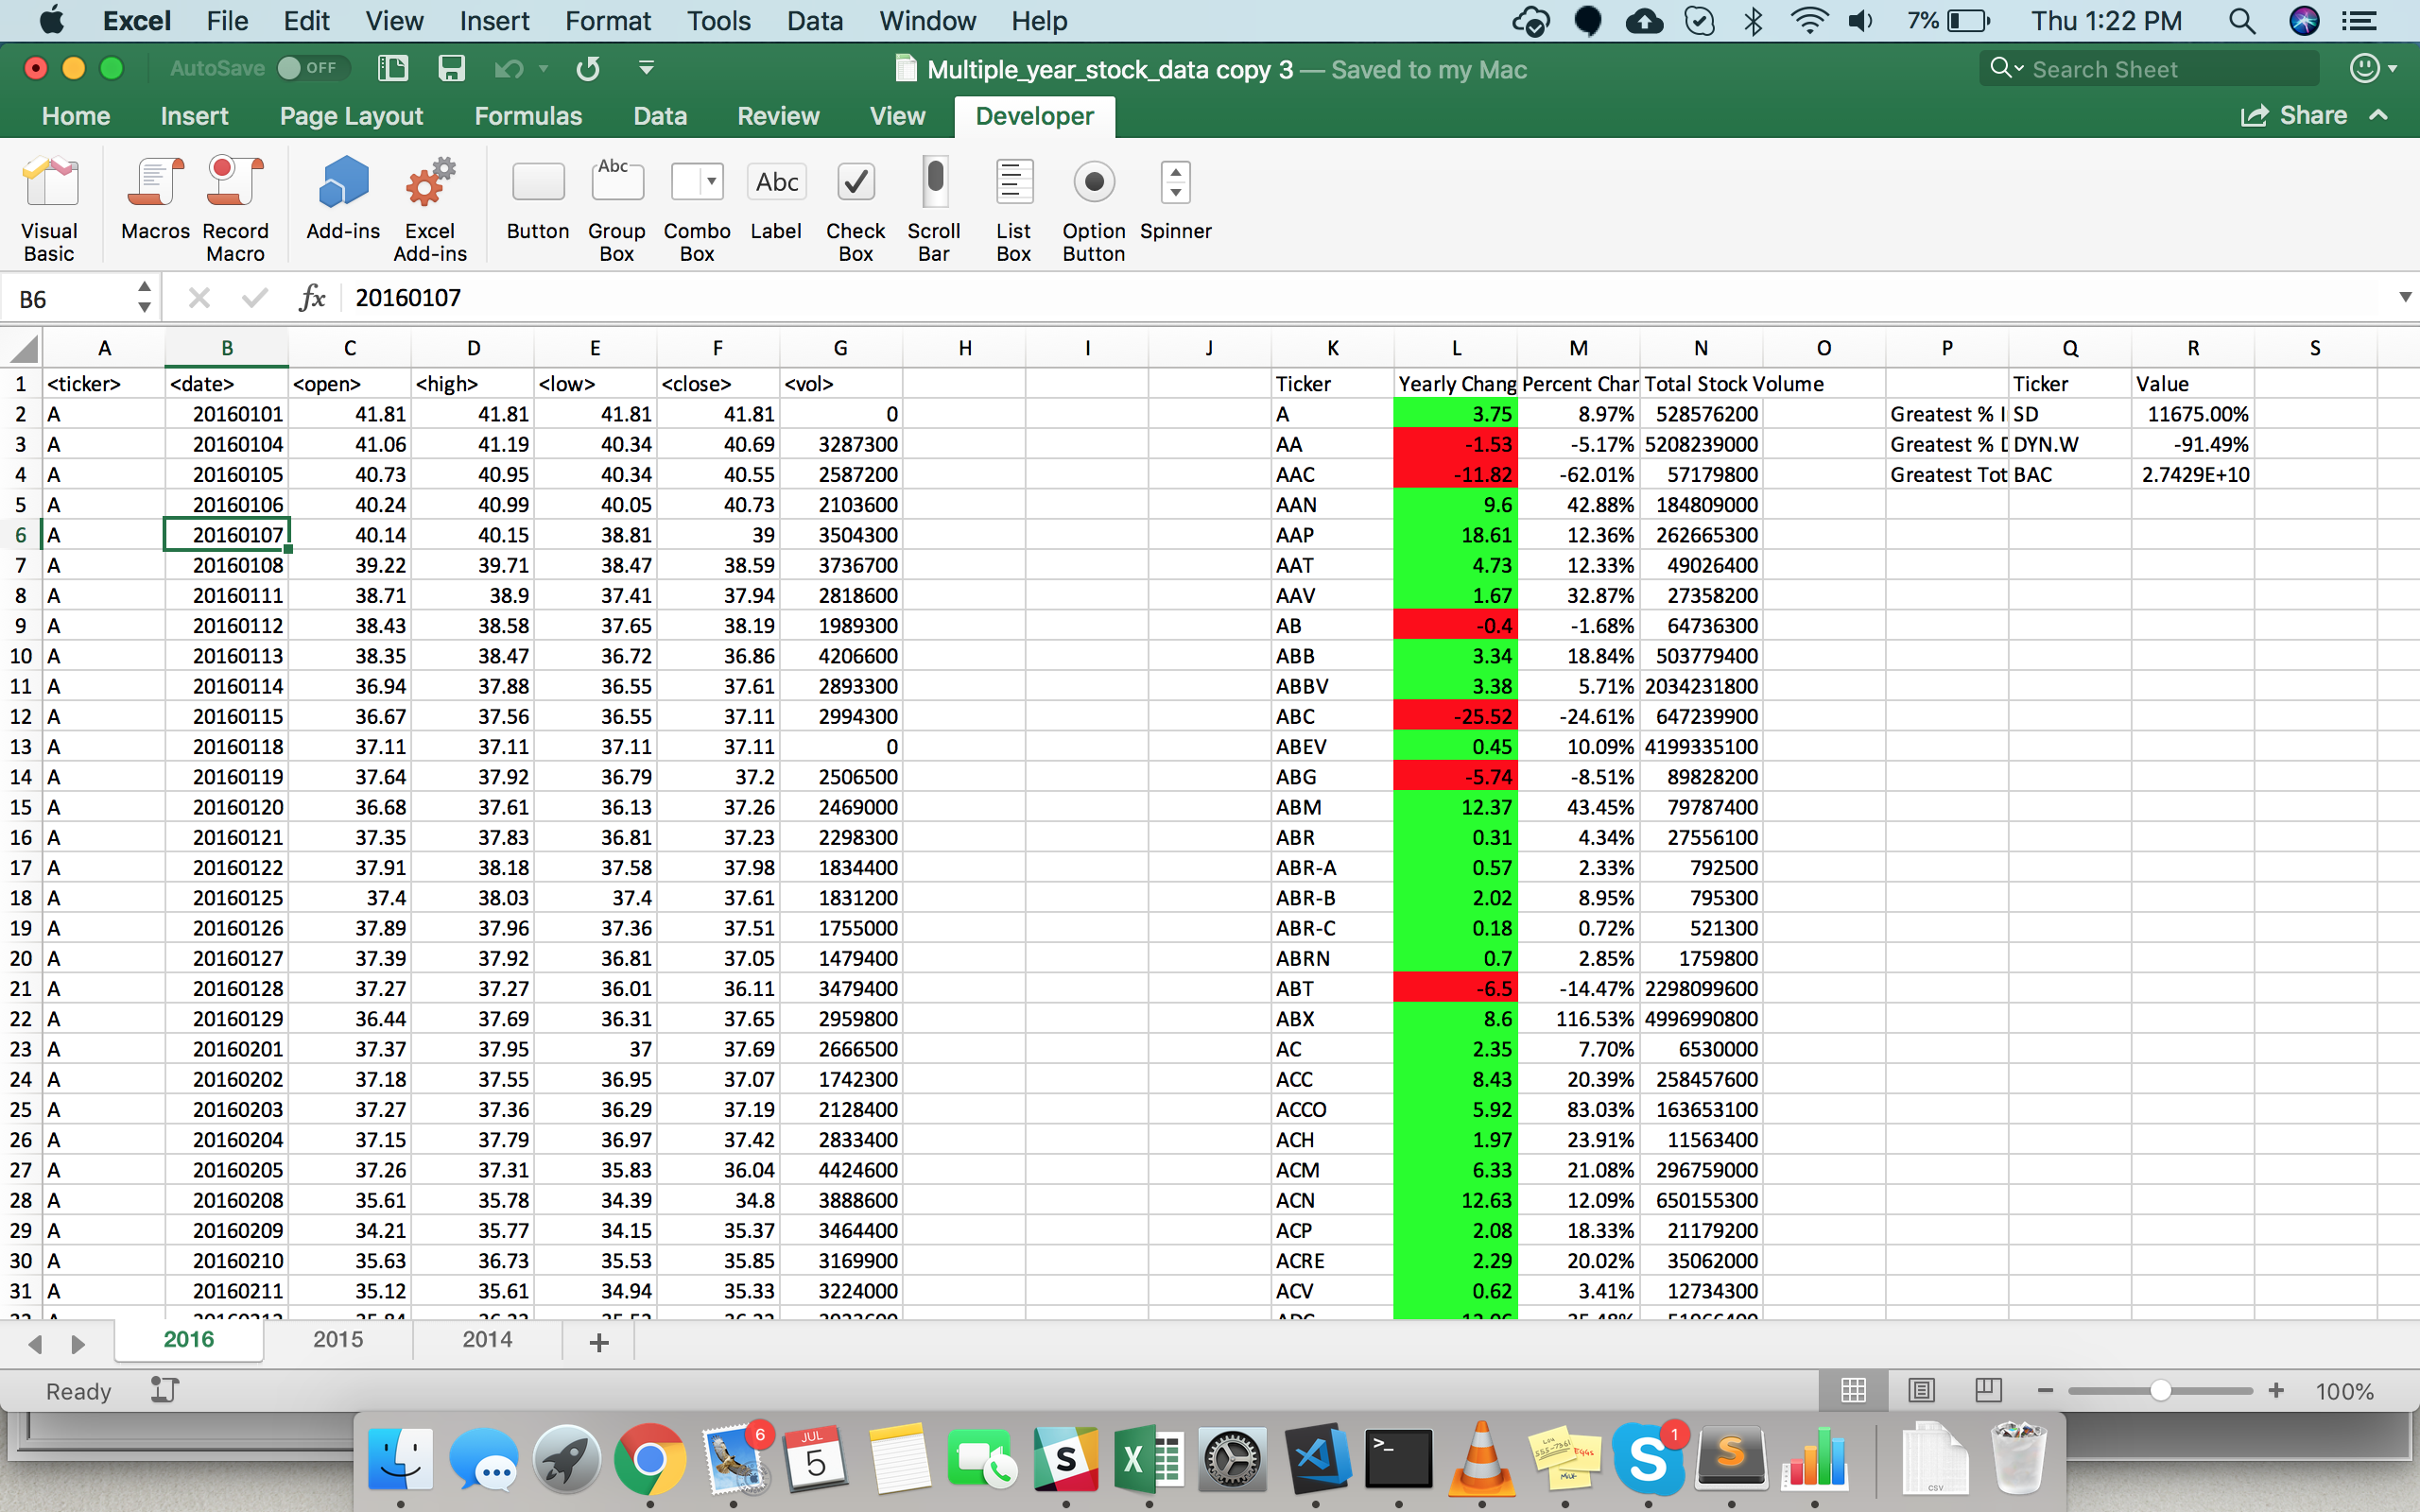 Excel File Edit View Insert Format Tools Data Window Help 7% Thu 1:22 PM
AutoSave OFF Multiple_year_stock_data copy 3 — Saved to my Mac Search Sheet
Home Insert Page Layout Formulas Data Review View Developer Share
Abc Abc
Visual Basic Macros Record Macro Add-ins Excel Add-ins Button Group Box Combo Box Label Check Box Scroll Bar List Box Option Button Spinner
B6 fx 20160107
A B C D E F G H I J K L M N O P Q R S
1 <ticker> <date> <open> <high> <low> <close> <vol> Ticker Yearly Chang Percent Char Total Stock Volume Ticker Value
2 A 20160101 41.81 41.81 41.81 41.81 0 A 3.75 8.97% 528576200 Greatest % I SD 11675.00%
3 A 20160104 41.06 41.19 40.34 40.69 3287300 AA -1.53 -5.17% 5208239000 Greatest % D DYN.W -91.49%
4 A 20160105 40.73 40.95 40.34 40.55 2587200 AAC -11.82 -62.01% 57179800 Greatest Tot BAC 2.7429E+10
5 A 20160106 40.24 40.99 40.05 40.73 2103600 AAN 9.6 42.88% 184809000
6 A 20160107 40.14 40.15 38.81 39 3504300 AAP 18.61 12.36% 262665300
7 A 20160108 39.22 39.71 38.47 38.59 3736700 AAT 4.73 12.33% 49026400
8 A 20160111 38.71 38.9 37.41 37.94 2818600 AAV 1.67 32.87% 27358200
9 A 20160112 38.43 38.58 37.65 38.19 1989300 AB -0.4 -1.68% 64736300
10 A 20160113 38.35 38.47 36.72 36.86 4206600 ABB 3.34 18.84% 503779400
11 A 20160114 36.94 37.88 36.55 37.61 2893300 ABBV 3.38 5.71% 2034231800
12 A 20160115 36.67 37.56 36.55 37.11 2994300 ABC -25.52 -24.61% 647239900
13 A 20160118 37.11 37.11 37.11 37.11 0 ABEV 0.45 10.09% 4199335100
14 A 20160119 37.64 37.92 36.79 37.2 2506500 ABG -5.74 -8.51% 89828200
15 A 20160120 36.68 37.61 36.13 37.26 2469000 ABM 12.37 43.45% 79787400
16 A 20160121 37.35 37.83 36.81 37.23 2298300 ABR 0.31 4.34% 27556100
17 A 20160122 37.91 38.18 37.58 37.98 1834400 ABR-A 0.57 2.33% 792500
18 A 20160125 37.4 38.03 37.4 37.61 1831200 ABR-B 2.02 8.95% 795300
19 A 20160126 37.89 37.96 37.36 37.51 1755000 ABR-C 0.18 0.72% 521300
20 A 20160127 37.39 37.92 36.81 37.05 1479400 ABRN 0.7 2.85% 1759800
21 A 20160128 37.27 37.27 36.01 36.11 3479400 ABT -6.5 -14.47% 2298099600
22 A 20160129 36.44 37.69 36.31 37.65 2959800 ABX 8.6 116.53% 4996990800
23 A 20160201 37.37 37.95 37 37.69 2666500 AC 2.35 7.70% 6530000
24 A 20160202 37.18 37.55 36.95 37.07 1742300 ACC 8.43 20.39% 258457600
25 A 20160203 37.27 37.36 36.29 37.19 2128400 ACCO 5.92 83.03% 163653100
26 A 20160204 37.15 37.79 36.97 37.42 2833400 ACH 1.97 23.91% 11563400
27 A 20160205 37.26 37.31 35.83 36.04 4424600 ACM 6.33 21.08% 296759000
28 A 20160208 35.61 35.78 34.39 34.8 3888600 ACN 12.63 12.09% 650155300
29 A 20160209 34.21 35.77 34.15 35.37 3464400 ACP 2.08 18.33% 21179200
30 A 20160210 35.63 36.73 35.53 35.85 3169900 ACRE 2.29 20.02% 35062000
31 A 20160211 35.12 35.61 34.94 35.33 3224000 ACV 0.62 3.41% 12734300
2016 2015 2014 +
Ready 100%
6 JUL 5 S X >_ S 1 S CSV